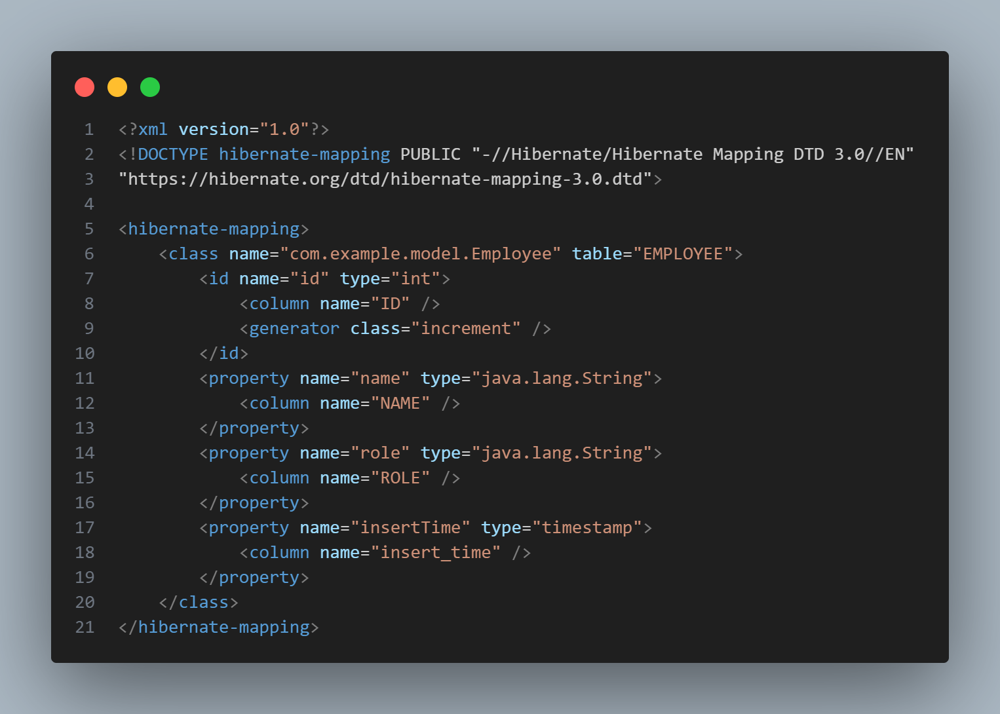 1 <?xml version="1.0"?>
2 <!DOCTYPE hibernate-mapping PUBLIC "-//Hibernate/Hibernate Mapping DTD 3.0//EN"
3 "https://hibernate.org/dtd/hibernate-mapping-3.0.dtd">
4
5 <hibernate-mapping>
6     <class name="com.example.model.Employee" table="EMPLOYEE">
7         <id name="id" type="int">
8             <column name="ID" />
9             <generator class="increment" />
10         </id>
11         <property name="name" type="java.lang.String">
12             <column name="NAME" />
13         </property>
14         <property name="role" type="java.lang.String">
15             <column name="ROLE" />
16         </property>
17         <property name="insertTime" type="timestamp">
18             <column name="insert_time" />
19         </property>
20     </class>
21 </hibernate-mapping>